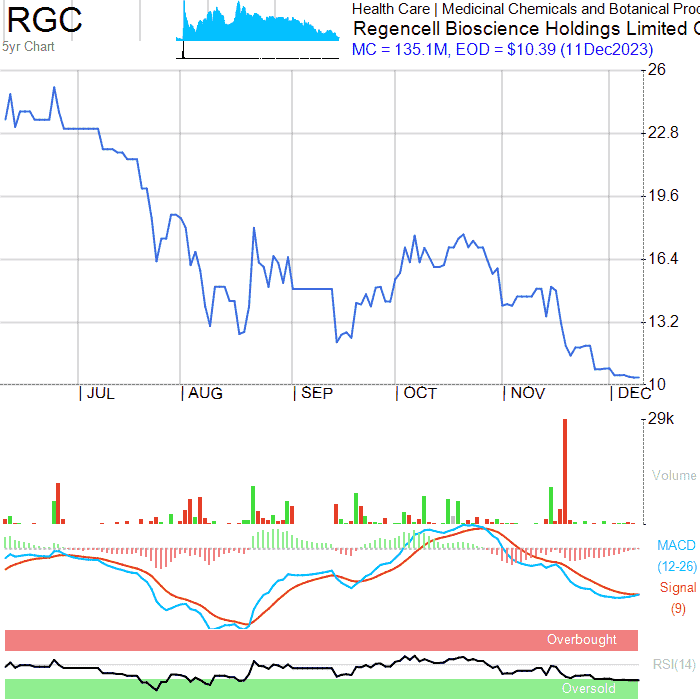 RGC
5yr Chart
Health Care | Medicinal Chemicals and Botanical Proc
Regencell Bioscience Holdings Limited C
MC = 135.1M, EOD = $10.39 (11Dec2023)
26
22.8
19.6
16.4
13.2
10
JUL
AUG
SEP
OCT
NOV
DEC
29k
Volume
MACD
(12-26)
Signal
(9)
Overbought
RSI(14)
Oversold